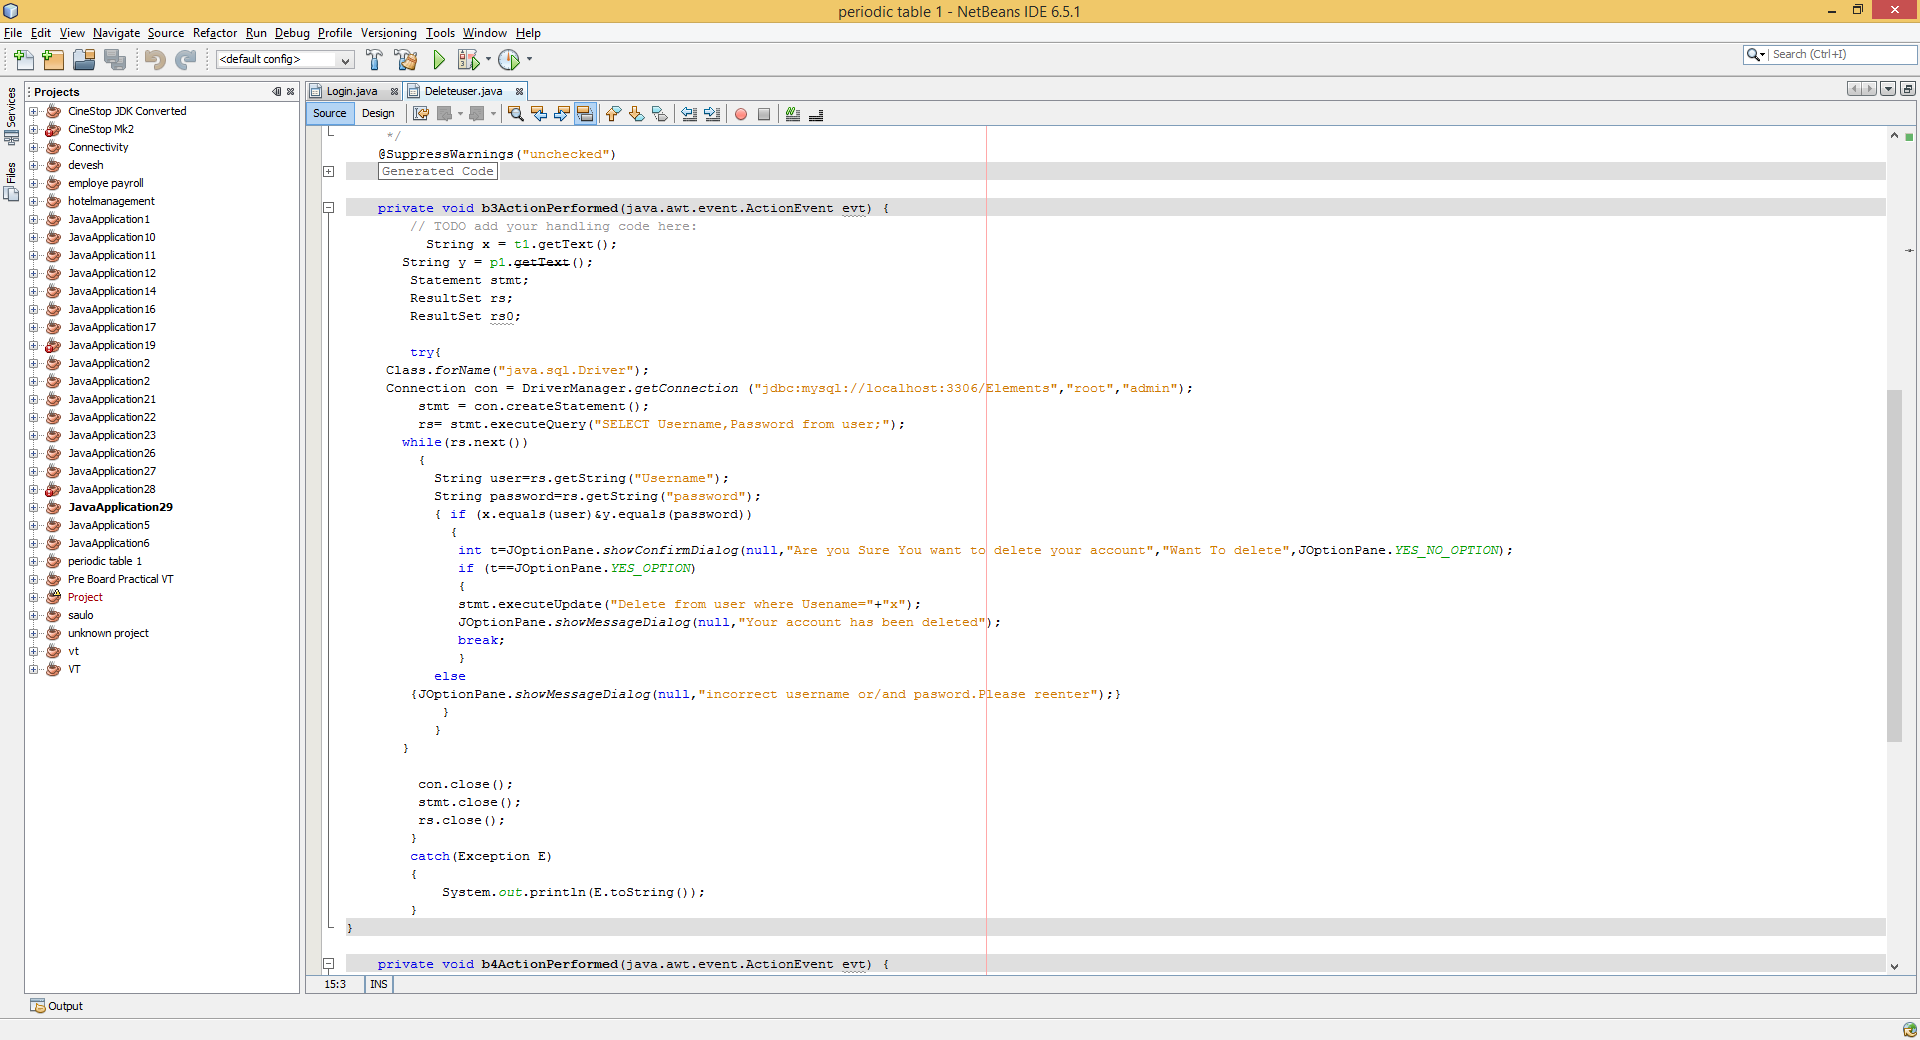 periodic table 1 - NetBeans IDE 6.5.1
File Edit View Navigate Source Refactor Run Debug Profile Versioning Tools Window Help
<default config>
Search (Ctrl+I)
Services
Files
Projects
CineStop JDK Converted
CineStop Mk2
Connectivity
devesh
employe payroll
hotelmanagement
JavaApplication1
JavaApplication10
JavaApplication11
JavaApplication12
JavaApplication14
JavaApplication16
JavaApplication17
JavaApplication19
JavaApplication2
JavaApplication2
JavaApplication21
JavaApplication22
JavaApplication23
JavaApplication26
JavaApplication27
JavaApplication28
JavaApplication29
JavaApplication5
JavaApplication6
periodic table 1
Pre Board Practical VT
Project
saulo
unknown project
vt
VT
Login.java Deleteuser.java
Source Design
*/
@SuppressWarnings("unchecked")
Generated Code
private void b3ActionPerformed(java.awt.event.ActionEvent evt) {
// TODO add your handling code here:
String x = t1.getText();
String y = p1.getText();
Statement stmt;
ResultSet rs;
ResultSet rs0;
try{
Class.forName("java.sql.Driver");
Connection con = DriverManager.getConnection ("jdbc:mysql://localhost:3306/Elements","root","admin");
stmt = con.createStatement();
rs= stmt.executeQuery("SELECT Username,Password from user;");
while(rs.next())
{
String user=rs.getString("Username");
String password=rs.getString("password");
{ if (x.equals(user)&y.equals(password))
{
int t=JOptionPane.showConfirmDialog(null,"Are you Sure You want to delete your account","Want To delete",JOptionPane.YES_NO_OPTION);
if (t==JOptionPane.YES_OPTION)
{
stmt.executeUpdate("Delete from user where Usename="+"x");
JOptionPane.showMessageDialog(null,"Your account has been deleted");
break;
}
else
{JOptionPane.showMessageDialog(null,"incorrect username or/and pasword.Please reenter");}
}
}
}
con.close();
stmt.close();
rs.close();
}
catch(Exception E)
{
System.out.println(E.toString());
}
}
private void b4ActionPerformed(java.awt.event.ActionEvent evt) {
15:3 INS
Output